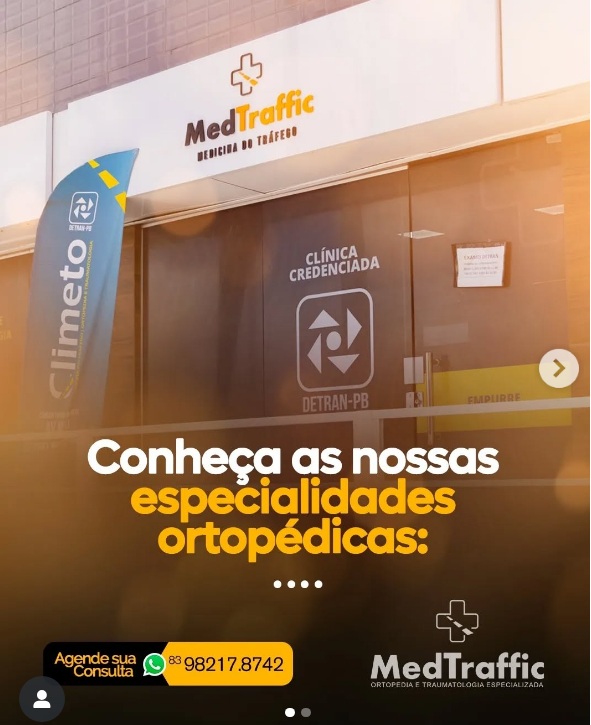 MedTraffic
MEDICINA DO TRÁFEGO
DETRAN-PB
Climeto
CLÍNICA
CREDENCIADA
DETRAN-PB
EMPURRE
Conheça as nossas
especialidades
ortopédicas:
Agende sua
Consulta
83 98217.8742
MedTraffic
ORTOPEDIA E TRAUMATOLOGIA ESPECIALIZADA